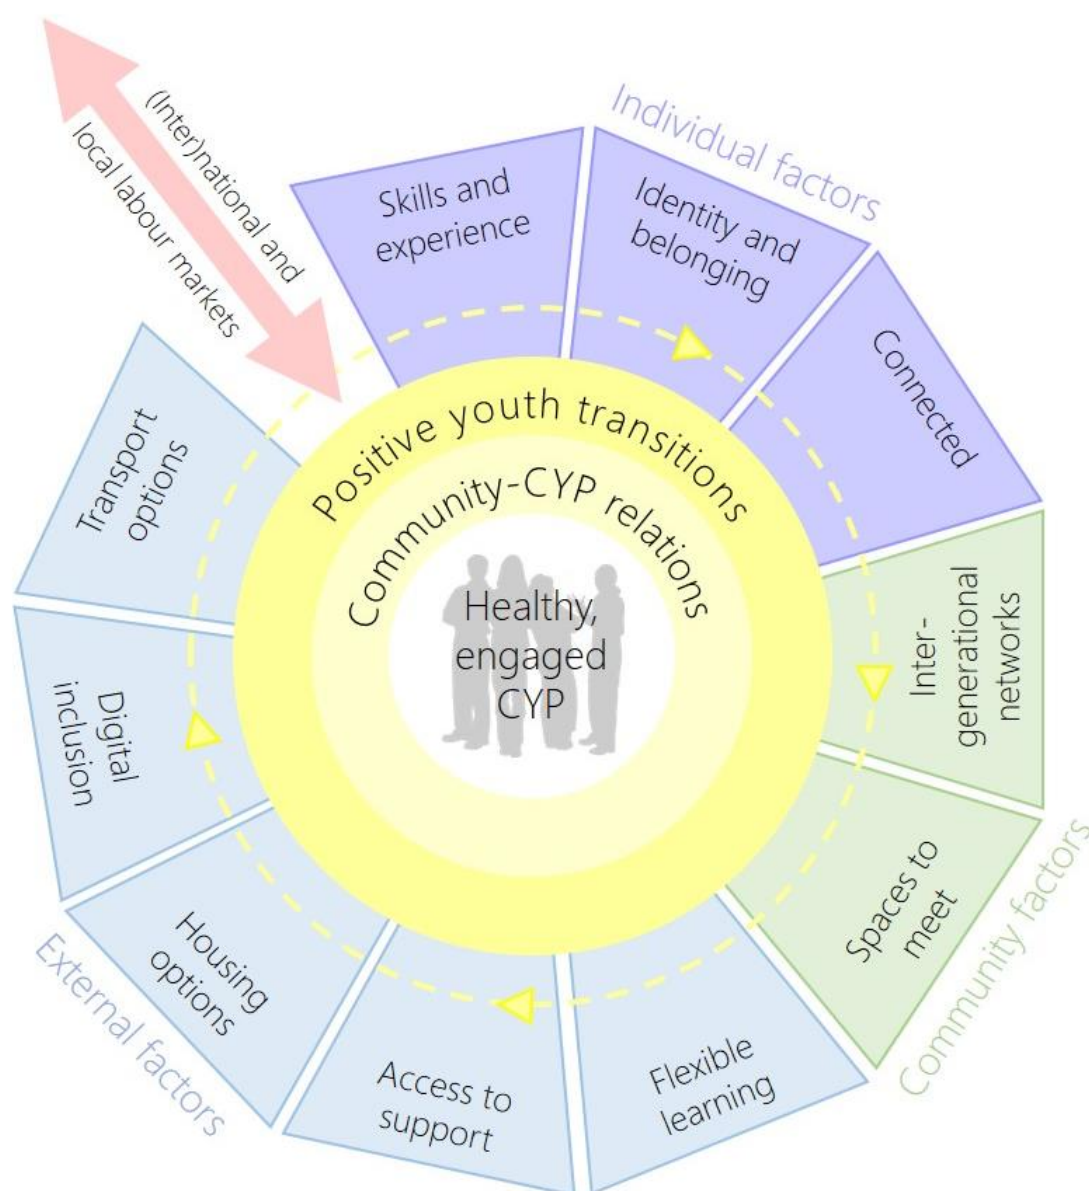 (Inter)national and
local labour markets
Individual factors
Skills and
experience
Identity and
belonging
Connected
Inter-
generational
networks
Spaces to
meet
Community factors
Flexible
learning
Access to
support
Housing
options
External factors
Digital
inclusion
Transport
options
Positive youth transitions
Community-CYP relations
Healthy,
engaged
CYP